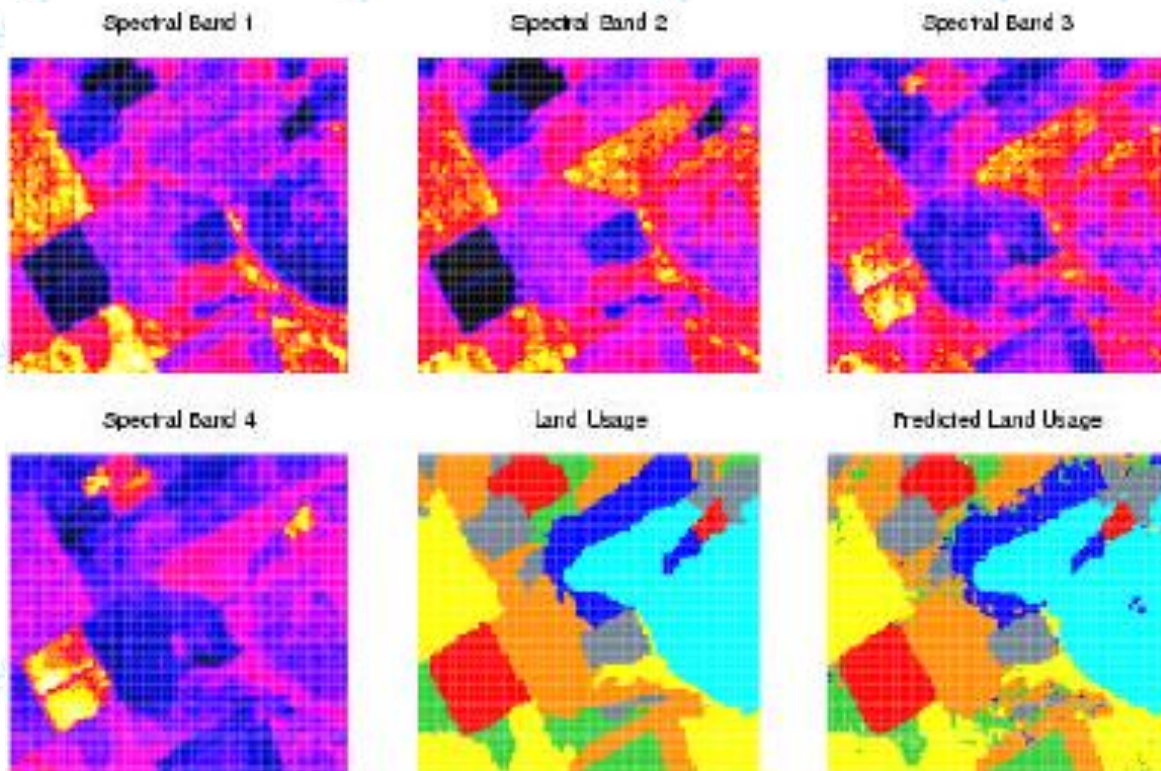 Spectral Band 1
Spectral Band 2
Spectral Band 3
Spectral Band 4
Land Usage
Predicted Land Usage